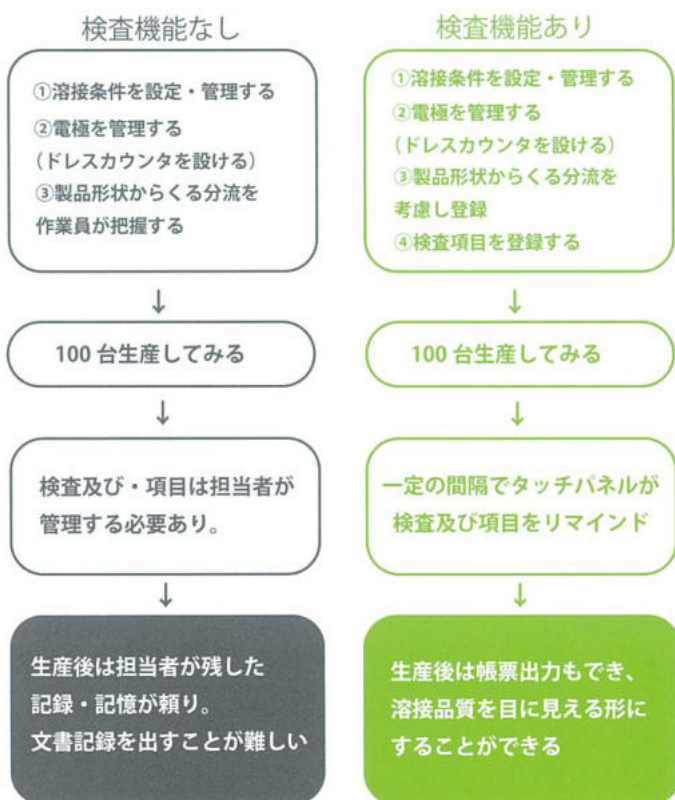 検査機能なし
①溶接条件を設定・管理する
②電極を管理する
(ドレスカウンタを設ける)
③製品形状からくる分流を
作業員が把握する
↓
100 台生産してみる
↓
検査及び・項目は担当者が
管理する必要あり。
↓
生産後は担当者が残した
記録・記憶が頼り。
文書記録を出すことが難しい
検査機能あり
①溶接条件を設定・管理する
②電極を管理する
(ドレスカウンタを設ける)
③製品形状からくる分流を
考慮し登録
④検査項目を登録する
↓
100 台生産してみる
↓
一定の間隔でタッチパネルが
検査及び項目をリマインド
↓
生産後は帳票出力もでき、
溶接品質を目に見える形に
することができる